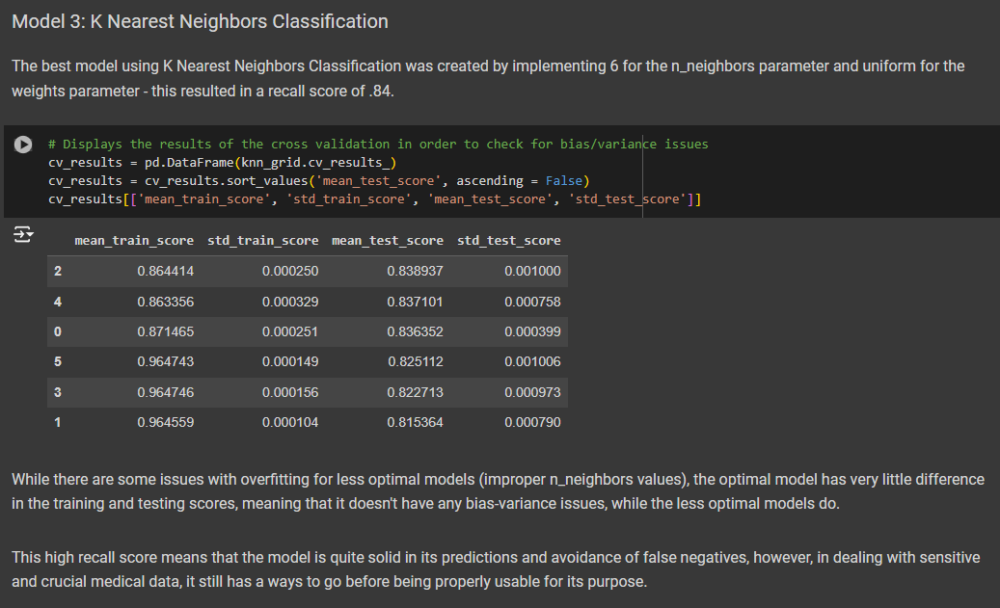 Model 3: K Nearest Neighbors Classification
The best model using K Nearest Neighbors Classification was created by implementing 6 for the n_neighbors parameter and uniform for the
weights parameter - this resulted in a recall score of .84.
# Displays the results of the cross validation in order to check for bias/variance issues
cv_results = pd.DataFrame(knn_grid.cv_results_)
cv_results = cv_results.sort_values('mean_test_score', ascending = False)
cv_results[['mean_train_score', 'std_train_score', 'mean_test_score', 'std_test_score']]
mean_train_score std_train_score mean_test_score std_test_score
2 0.864414 0.000250 0.838937 0.001000
4 0.863356 0.000329 0.837101 0.000758
0 0.871465 0.000251 0.836352 0.000399
5 0.964743 0.000149 0.825112 0.001006
3 0.964746 0.000156 0.822713 0.000973
1 0.964559 0.000104 0.815364 0.000790
While there are some issues with overfitting for less optimal models (improper n_neighbors values), the optimal model has very little difference
in the training and testing scores, meaning that it doesn't have any bias-variance issues, while the less optimal models do.
This high recall score means that the model is quite solid in its predictions and avoidance of false negatives, however, in dealing with sensitive
and crucial medical data, it still has a ways to go before being properly usable for its purpose.